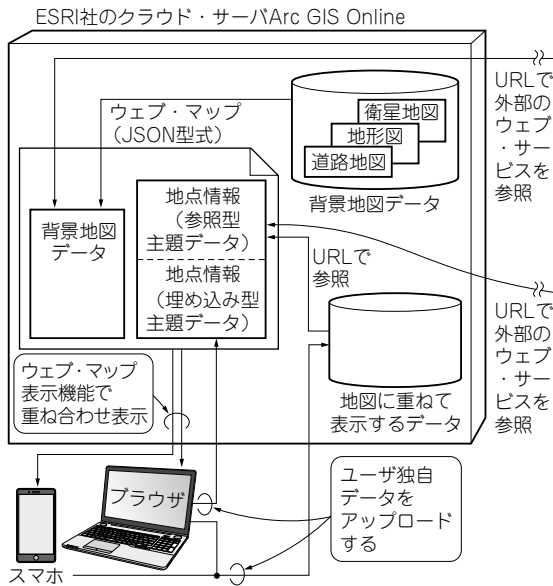 ESRI社のクラウド・サーバArc GIS Online
ウェブ・マップ
（JSON型式）
衛星地図
地形図
道路地図
背景地図データ
URLで
外部の
ウェブ
・サー
ビスを
参照
背景地図
データ
地点情報
（参照型
主題データ）
地点情報
（埋め込み型
主題データ）
URLで
参照
地図に重ねて
表示するデータ
URLで
外部の
ウェブ
・サー
ビスを
参照
ウェブ・マップ
表示機能で
重ね合わせ表示
ブラウザ
スマホ
ユーザ独自
データを
アップロード
する